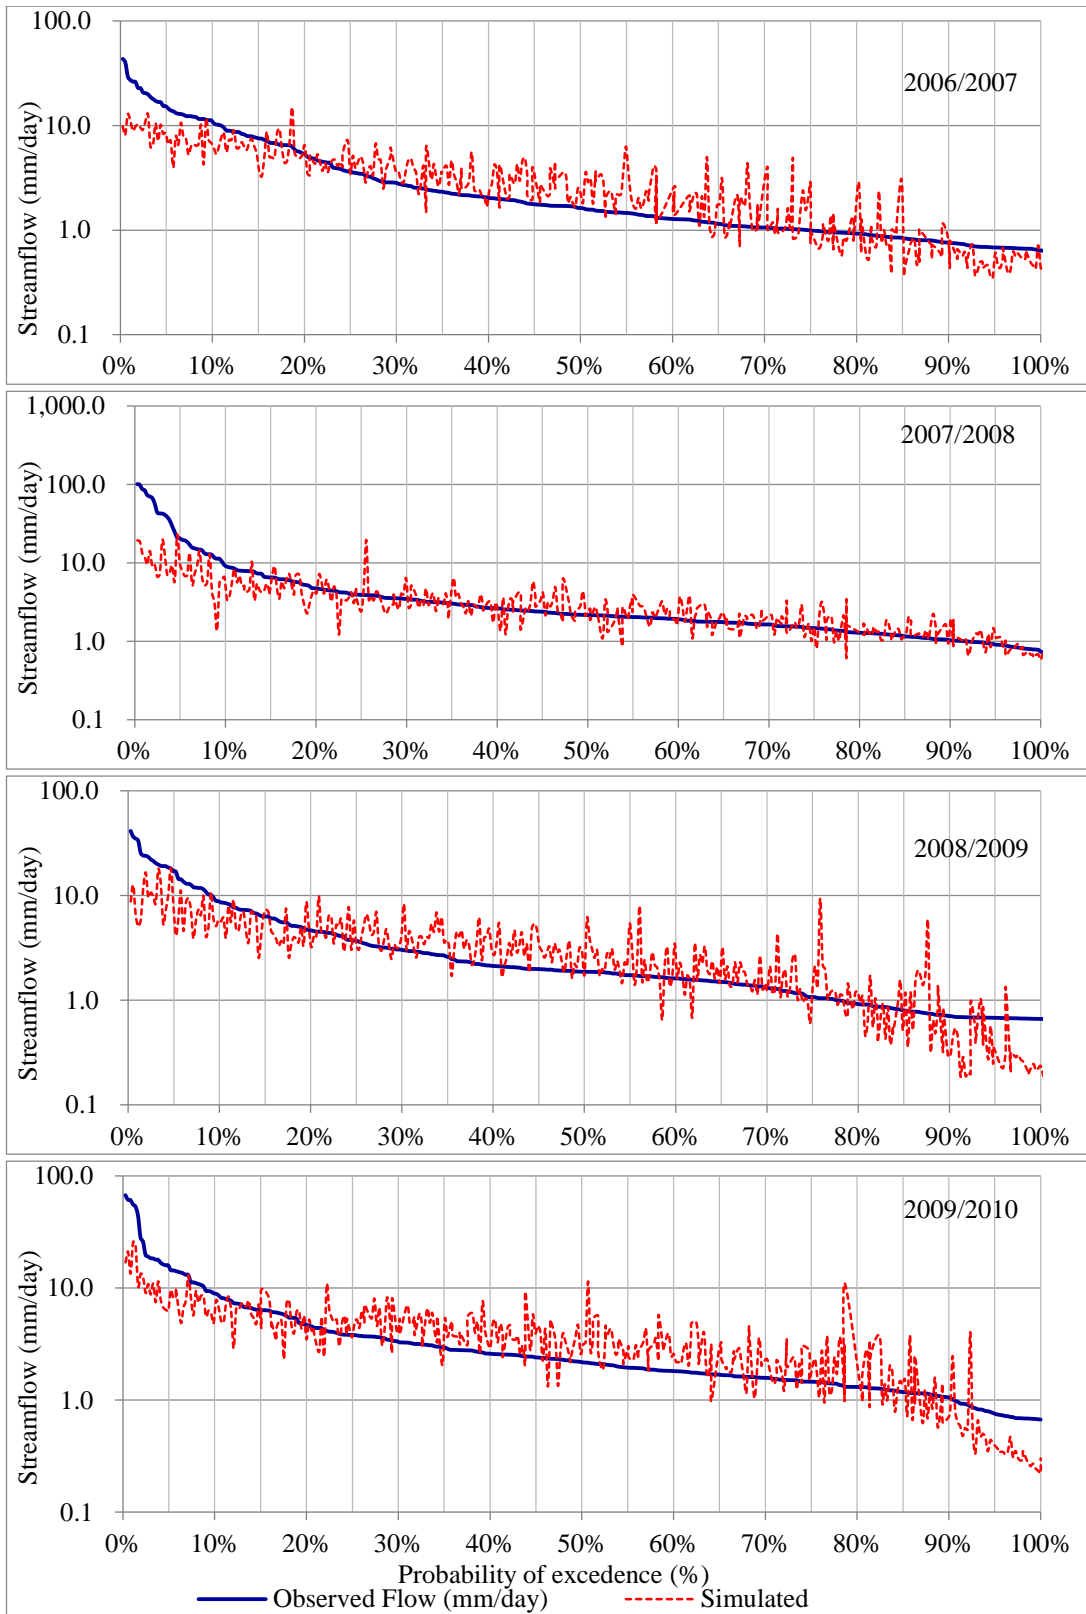 100.0
2006/2007
10.0
1.0
0.1
Streamflow (mm/day)
0% 10% 20% 30% 40% 50% 60% 70% 80% 90% 100%
1,000.0
2007/2008
100.0
10.0
1.0
0.1
Streamflow (mm/day)
0% 10% 20% 30% 40% 50% 60% 70% 80% 90% 100%
100.0
2008/2009
10.0
1.0
0.1
Streamflow (mm/day)
0% 10% 20% 30% 40% 50% 60% 70% 80% 90% 100%
100.0
2009/2010
10.0
1.0
0.1
Streamflow (mm/day)
0% 10% 20% 30% 40% 50% 60% 70% 80% 90% 100%
Probability of excedence (%)
Observed Flow (mm/day) Simulated